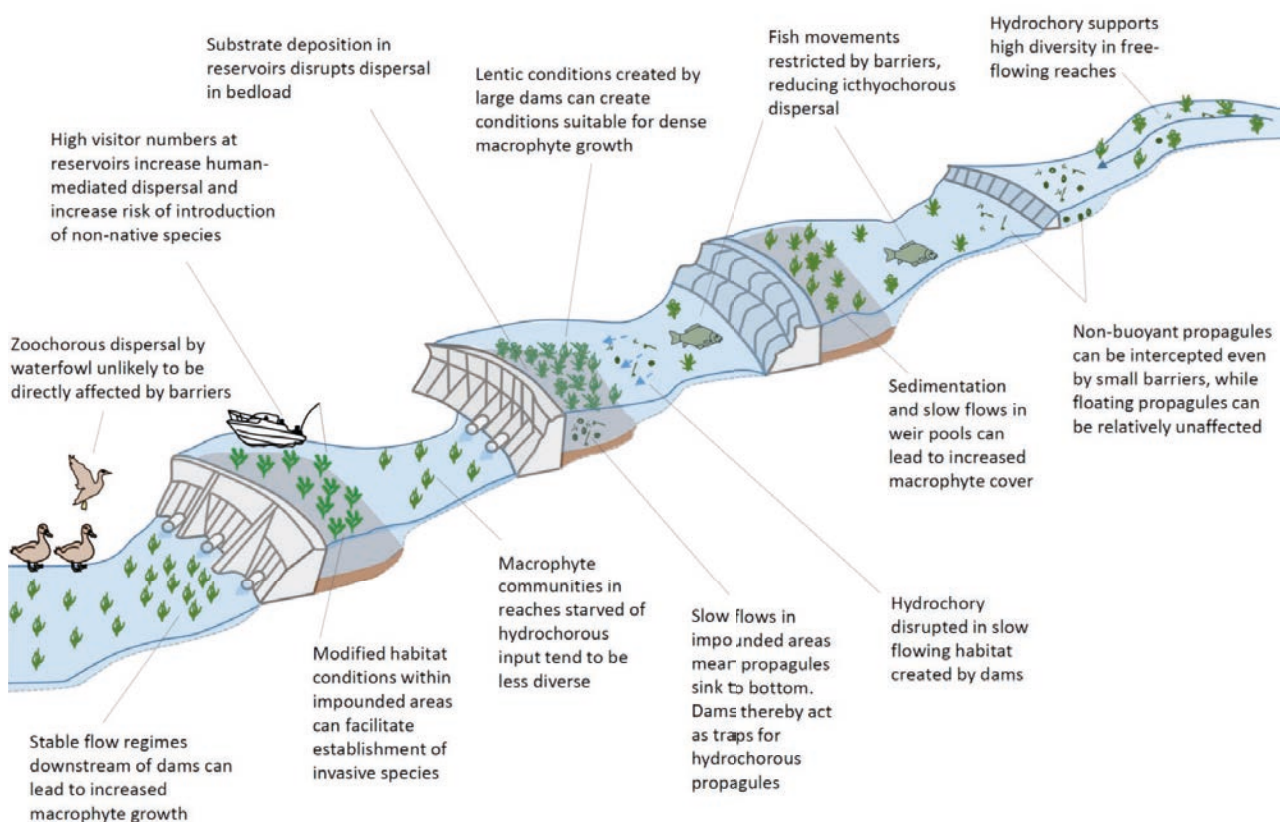 Substrate deposition in
reservoirs disrupts dispersal
in bedload
Lentic conditions created by
large dams can create
conditions suitable for dense
macrophyte growth
Fish movements
restricted by barriers,
reducing icthyochorous
dispersal
Hydrochory supports
high diversity in free-
flowing reaches
High visitor numbers at
reservoirs increase human-
mediated dispersal and
increase risk of introduction
of non-native species
Zoochorous dispersal by
waterfowl unlikely to be
directly affected by barriers
Non-buoyant propagules
can be intercepted even
by small barriers, while
floating propagules can
be relatively unaffected
Sedimentation
and slow flows in
weir pools can
lead to increased
macrophyte cover
Stable flow regimes
downstream of dams can
lead to increased
macrophyte growth
Modified habitat
conditions within
impounded areas
can facilitate
establishment of
invasive species
Macrophyte
communities in
reaches starved of
hydrochorous
input tend to be
less diverse
Slow flows in
impounded areas
mean propagules
sink to bottom.
Dams thereby act
as traps for
hydrochorous
propagules
Hydrochory
disrupted in slow
flowing habitat
created by dams